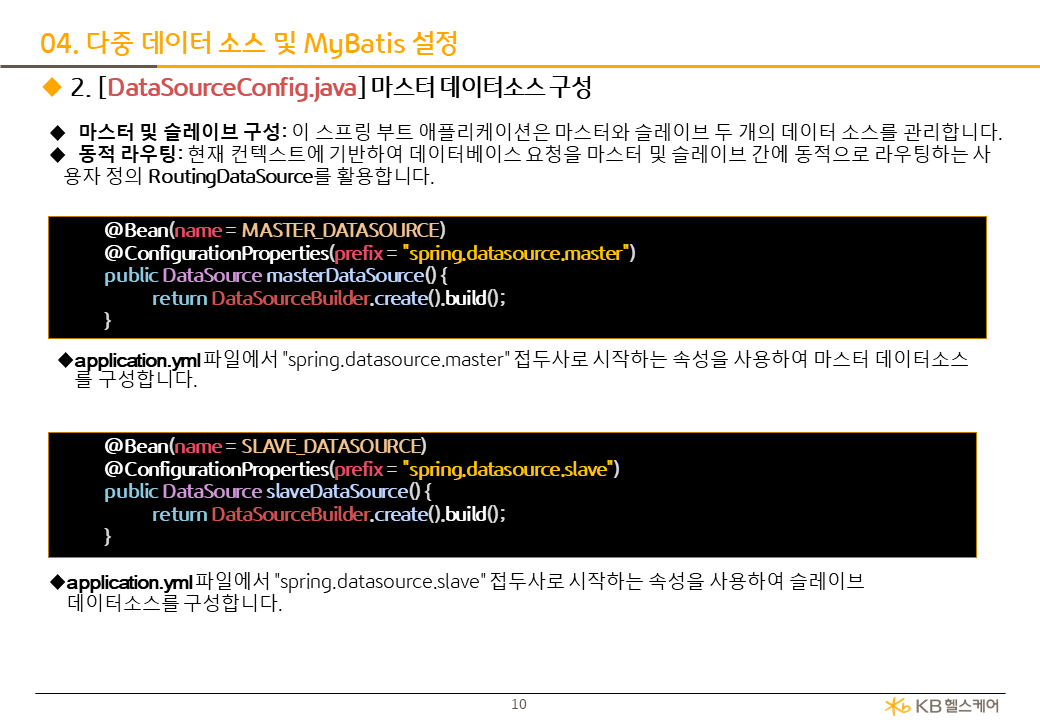 04. 다중 데이터 소스 및 MyBatis 설정
◆ 2. [DataSourceConfig.java] 마스터 데이터소스 구성
◆ 마스터 및 슬레이브 구성: 이 스프링 부트 애플리케이션은 마스터와 슬레이브 두 개의 데이터 소스를 관리합니다.
◆ 동적 라우팅: 현재 컨텍스트에 기반하여 데이터베이스 요청을 마스터 및 슬레이브 간에 동적으로 라우팅하는 사
용자 정의 RoutingDataSource를 활용합니다.
@Bean(name = MASTER_DATASOURCE)
@ConfigurationProperties(prefix = "spring.datasource.master")
public DataSource masterDataSource() {
return DataSourceBuilder.create().build();
}
◆application.yml 파일에서 "spring.datasource.master" 접두사로 시작하는 속성을 사용하여 마스터 데이터소스
를 구성합니다.
@Bean(name = SLAVE_DATASOURCE)
@ConfigurationProperties(prefix = "spring.datasource.slave")
public DataSource slaveDataSource() {
return DataSourceBuilder.create().build();
}
◆application.yml 파일에서 "spring.datasource.slave" 접두사로 시작하는 속성을 사용하여 슬레이브
데이터소스를 구성합니다.
10
KB 헬스케어